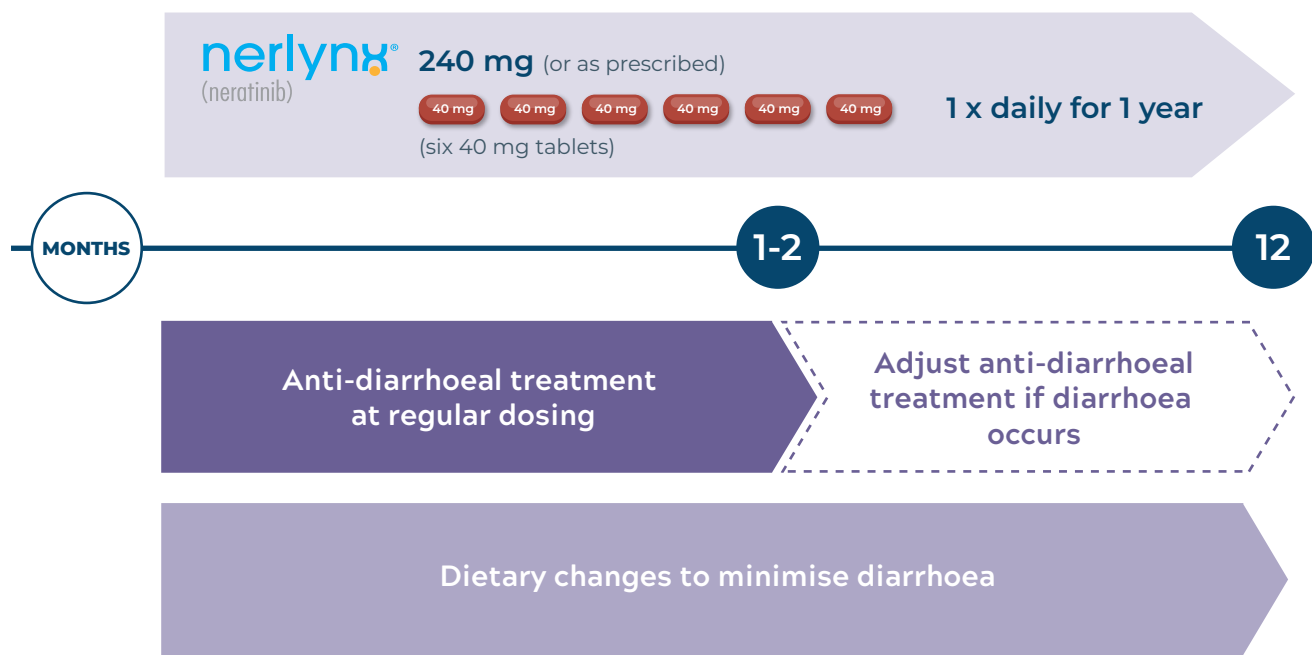 nerlynx®
(neratinib)
240 mg (or as prescribed)
40 mg 40 mg 40 mg 40 mg 40 mg 40 mg
(six 40 mg tablets)
1 x daily for 1 year
MONTHS
1-2
12
Anti-diarrhoeal treatment
at regular dosing
Adjust anti-diarrhoeal
treatment if diarrhoea
occurs
Dietary changes to minimise diarrhoea